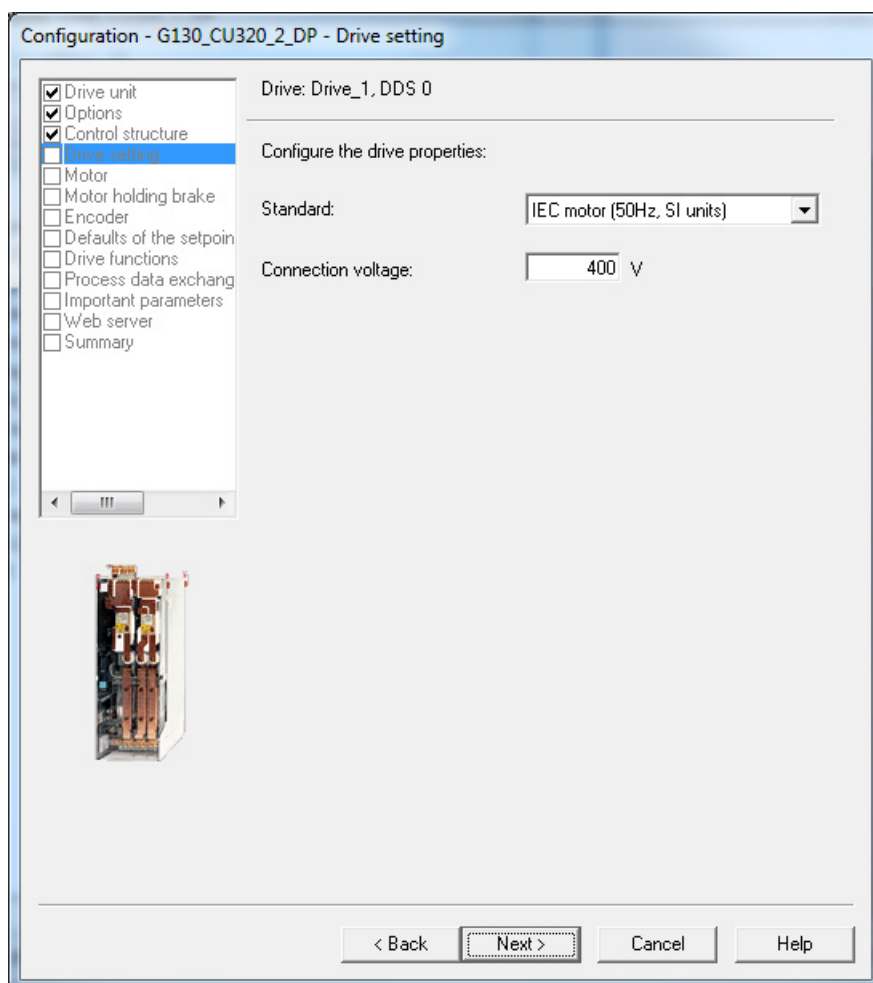 Configuration - G130_CU320_2_DP - Drive setting
Drive unit
Options
Control structure
Drive setting
Motor
Motor holding brake
Encoder
Defaults of the setpoin
Drive functions
Process data exchang
Important parameters
Web server
Summary
Drive: Drive_1, DDS 0
Configure the drive properties:
Standard: IEC motor (50Hz, SI units)
Connection voltage: 400 V
< Back Next > Cancel Help